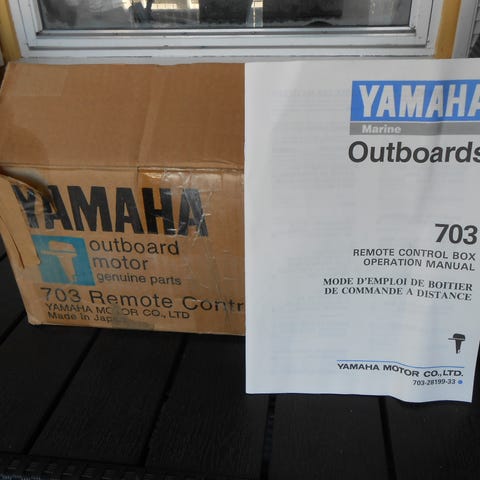 YAMAHA
outboard
motor
genuine parts
703 Remote Contr
YAMAHA MOTOR CO., LTD
Made in Japan
YAMAHA
Marine
Outboards
703
REMOTE CONTROL BOX
OPERATION MANUAL
MODE D'EMPLOI DE BOITIER
DE COMMANDE A DISTANCE
YAMAHA MOTOR CO., LTD.
703-28199-33